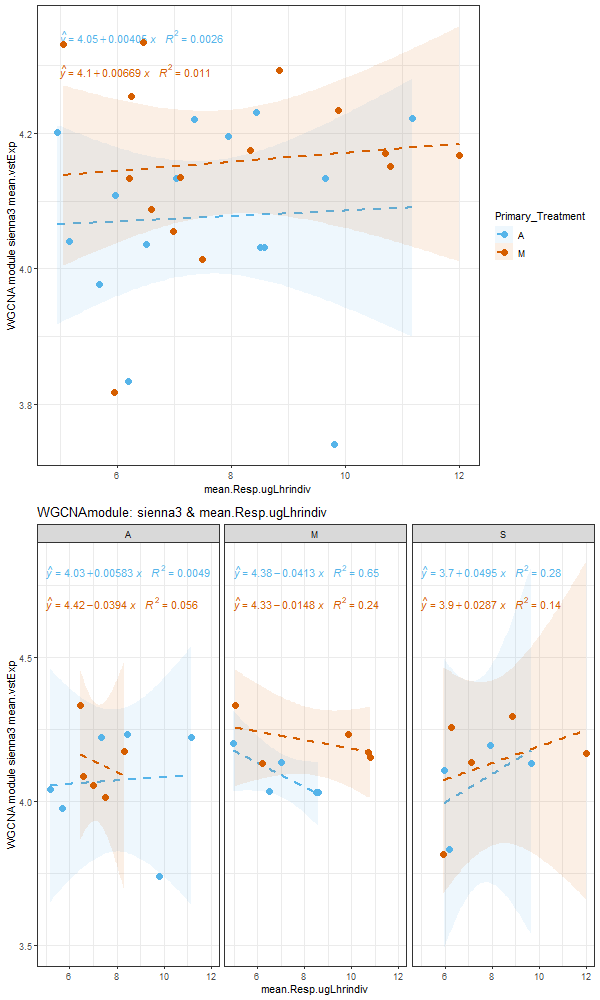 ŷ = 4.05+0.00405 x R² = 0.0026
ŷ = 4.1+0.00669 x R² = 0.011
4.2
4.0
3.8
WGCNA module sienna3 mean.vstExp
6 8 10 12
mean.Resp.ugLhrindiv
Primary_Treatment
A
M
WGCNAmodule: sienna3 & mean.Resp.ugLhrindiv
A M S
ŷ = 4.03+0.00583 x R² = 0.0049
ŷ = 4.42−0.0394 x R² = 0.056
ŷ = 4.38−0.0413 x R² = 0.65
ŷ = 4.33−0.0148 x R² = 0.24
ŷ = 3.7+0.0495 x R² = 0.28
ŷ = 3.9+0.0287 x R² = 0.14
4.5
4.0
3.5
WGCNA module sienna3 mean.vstExp
6 8 10 12 6 8 10 12 6 8 10 12
mean.Resp.ugLhrindiv